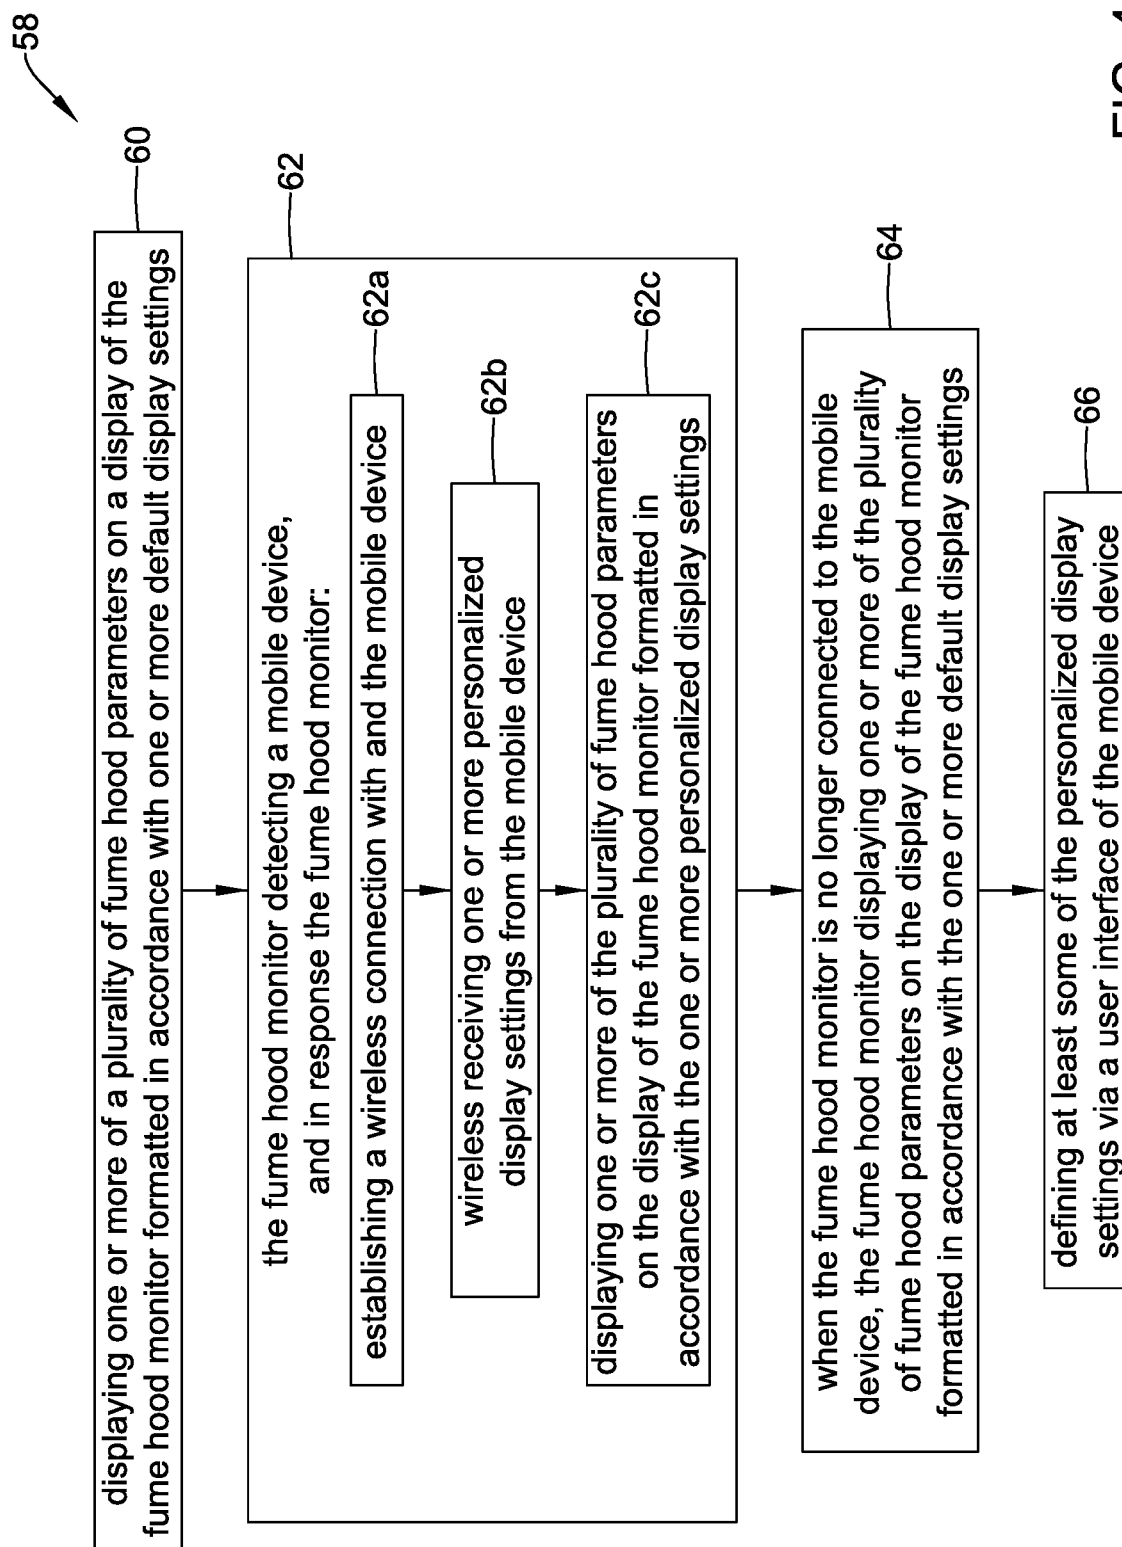 58
60
displaying one or more of a plurality of fume hood parameters on a display of the
fume hood monitor formatted in accordance with one or more default display settings
62
the fume hood monitor detecting a mobile device,
and in response the fume hood monitor:
62a
establishing a wireless connection with and the mobile device
62b
wireless receiving one or more personalized
display settings from the mobile device
62c
displaying one or more of the plurality of fume hood parameters
on the display of the fume hood monitor formatted in
accordance with the one or more personalized display settings
64
when the fume hood monitor is no longer connected to the mobile
device, the fume hood monitor displaying one or more of the plurality
of fume hood parameters on the display of the fume hood monitor
formatted in accordance with the one or more default display settings
66
defining at least some of the personalized display
settings via a user interface of the mobile device
FIG.